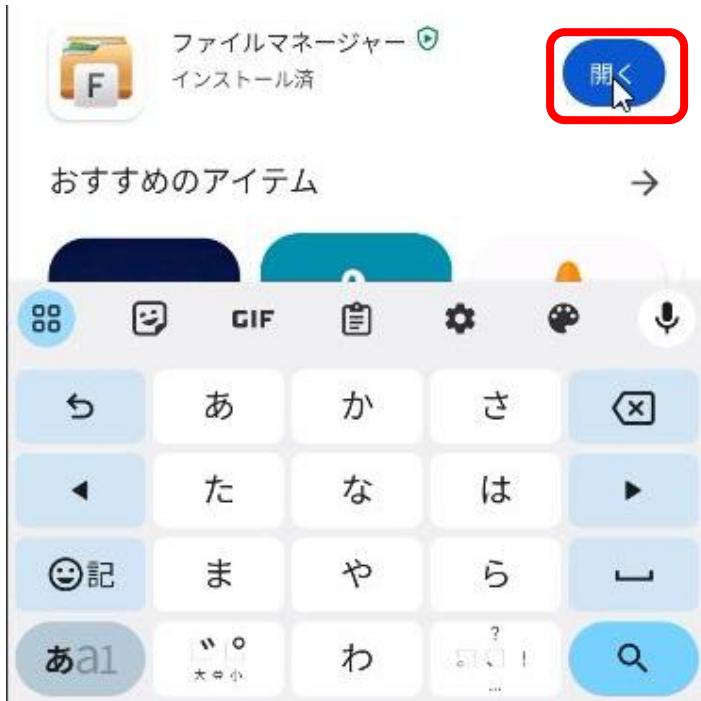 ファイルマネージャー
インストール済
開く
F
おすすめのアイテム
GIF
あ か さ
た な は
記 ま や ら
あa1 大⇔小 わ 。、?!…